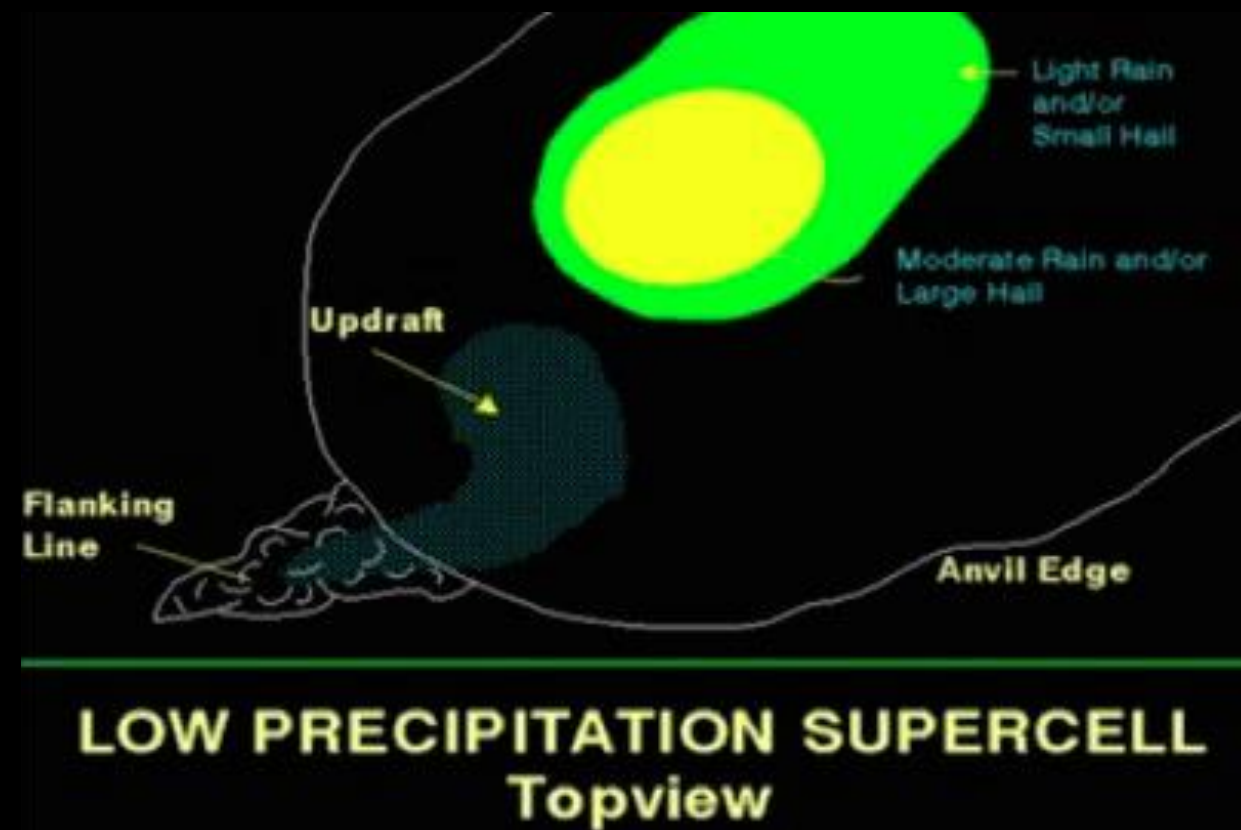 Light Rain
and/or
Small Hail
Moderate Rain and/or
Large Hail
Updraft
Flanking
Line
Anvil Edge
LOW PRECIPITATION SUPERCELL
Topview